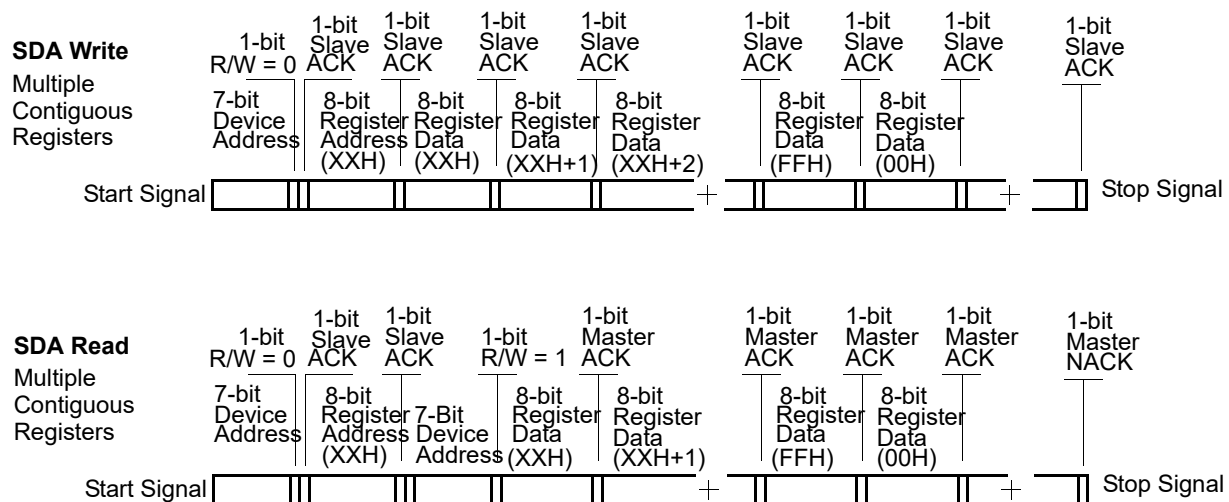 SDA Write
Multiple
Contiguous
Registers
1-bit
R/W = 0
1-bit
Slave
ACK
1-bit
Slave
ACK
1-bit
Slave
ACK
1-bit
Slave
ACK
1-bit
Slave
ACK
1-bit
Slave
ACK
1-bit
Slave
ACK
1-bit
Slave
ACK
7-bit
Device
Address
8-bit
Register
Address
(XXH)
8-bit
Register
Data
(XXH)
8-bit
Register
Data
(XXH+1)
8-bit
Register
Data
(XXH+2)
8-bit
Register
Data
(FFH)
8-bit
Register
Data
(00H)
Start Signal
Stop Signal
SDA Read
Multiple
Contiguous
Registers
1-bit
R/W = 0
1-bit
Slave
ACK
1-bit
Slave
ACK
1-bit
R/W = 1
1-bit
Master
ACK
1-bit
Master
ACK
1-bit
Master
ACK
1-bit
Master
ACK
1-bit
Master
NACK
7-bit
Device
Address
8-bit
Register
Address
(XXH)
7-Bit
Device
Address
8-bit
Register
Data
(XXH)
8-bit
Register
Data
(XXH+1)
8-bit
Register
Data
(FFH)
8-bit
Register
Data
(00H)
Start Signal
Stop Signal